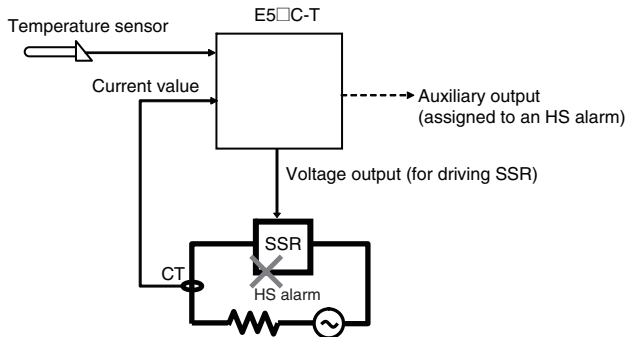 E5□C-T
Temperature sensor
Current value
Auxiliary output
(assigned to an HS alarm)
Voltage output (for driving SSR)
SSR
CT
HS alarm